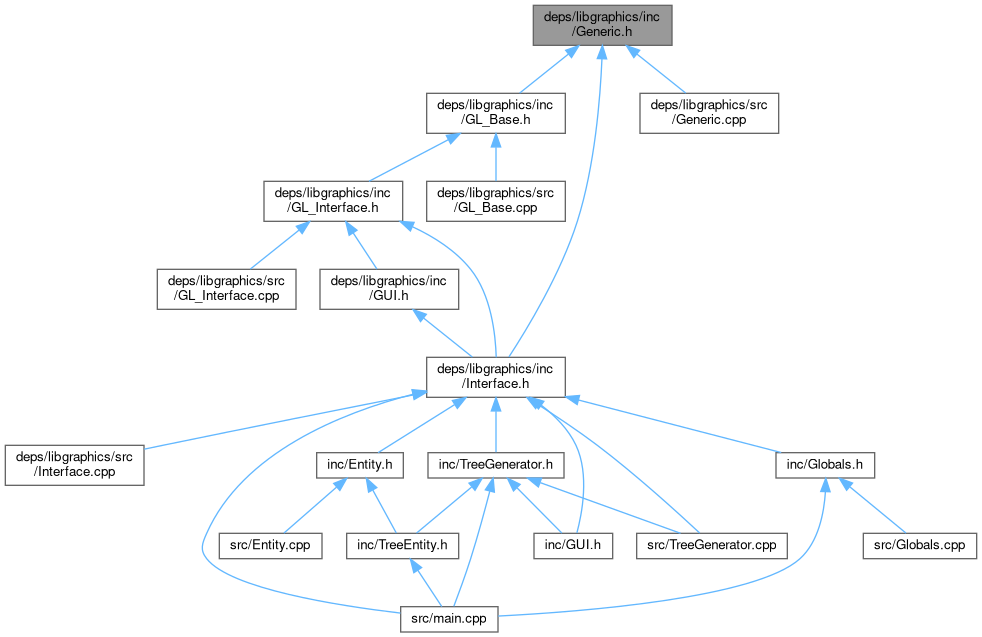 deps/libgraphics/inc
/Generic.h
deps/libgraphics/inc
/GL_Base.h
deps/libgraphics/src
/Generic.cpp
deps/libgraphics/inc
/GL_Interface.h
deps/libgraphics/src
/GL_Base.cpp
deps/libgraphics/src
/GL_Interface.cpp
deps/libgraphics/inc
/GUI.h
deps/libgraphics/inc
/Interface.h
deps/libgraphics/src
/Interface.cpp
inc/Entity.h
inc/TreeGenerator.h
inc/Globals.h
src/Entity.cpp
inc/TreeEntity.h
inc/GUI.h
src/TreeGenerator.cpp
src/Globals.cpp
src/main.cpp